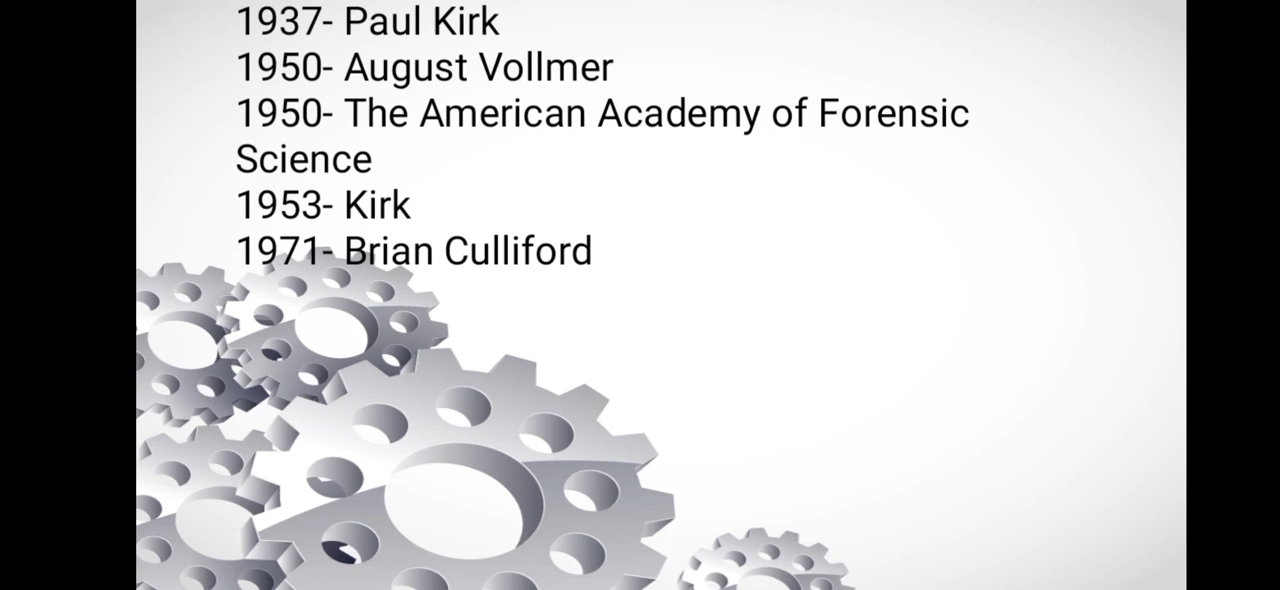 1937- Paul Kirk
1950- August Vollmer
1950- The American Academy of Forensic
Science
1953- Kirk
1971- Brian Culliford